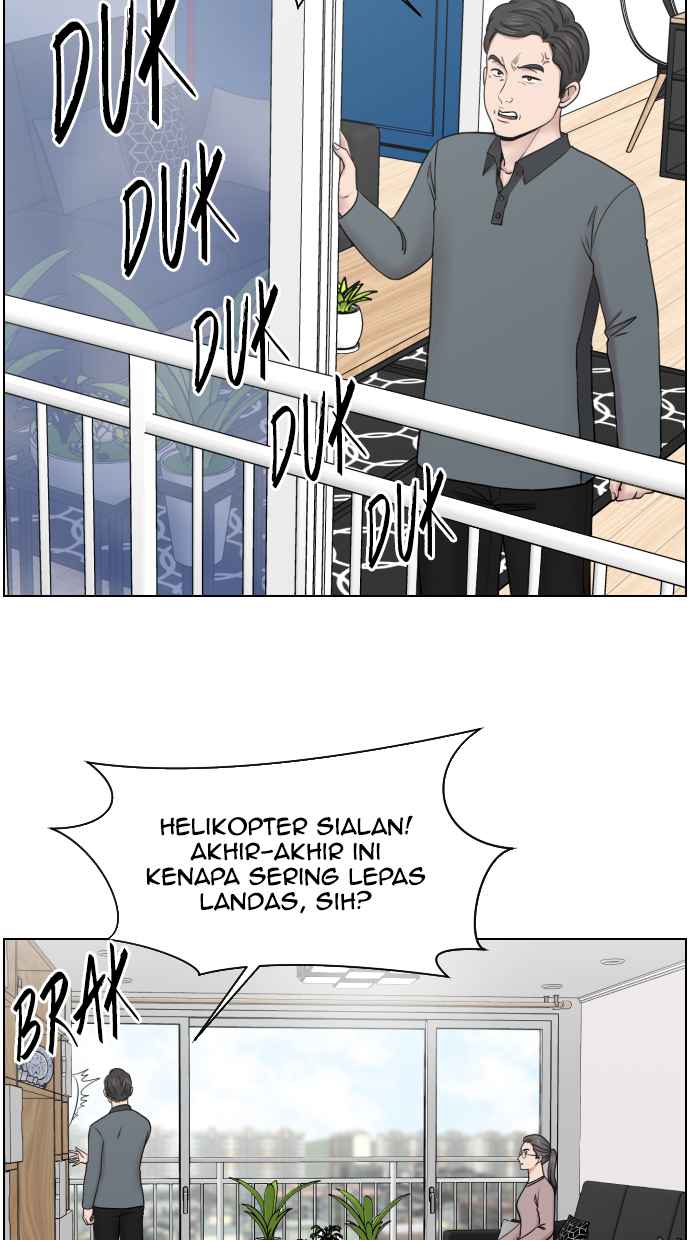 DUK
DUK
DUK
DUK
DUK
HELIKOPTER SIALAN!
AKHIR-AKHIR INI
KENAPA SERING LEPAS
LANDAS, SIH?
BRAK